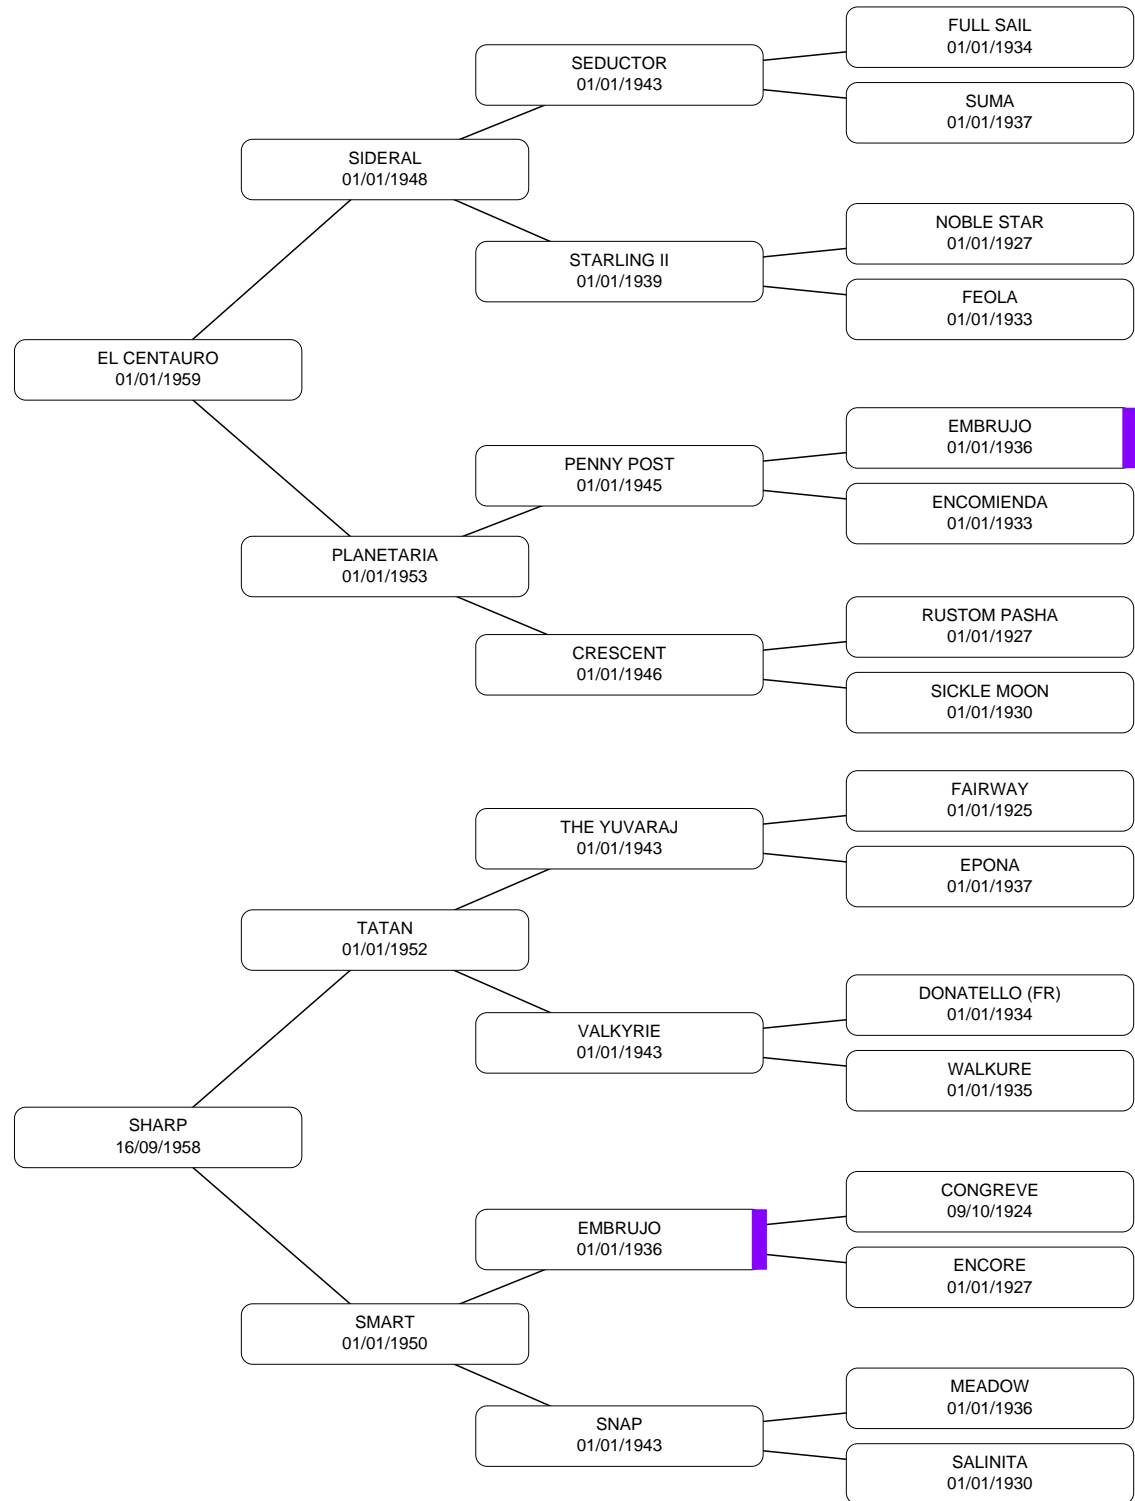 FULL SAIL
01/01/1934
SEDUCTOR
01/01/1943
SUMA
01/01/1937
SIDERAL
01/01/1948
NOBLE STAR
01/01/1927
STARLING II
01/01/1939
FEOLA
01/01/1933
EL CENTAURO
01/01/1959
EMBRUJO
01/01/1936
PENNY POST
01/01/1945
ENCOMIENDA
01/01/1933
PLANETARIA
01/01/1953
RUSTOM PASHA
01/01/1927
CRESCENT
01/01/1946
SICKLE MOON
01/01/1930
FAIRWAY
01/01/1925
THE YUVARAJ
01/01/1943
EPONA
01/01/1937
TATAN
01/01/1952
DONATELLO (FR)
01/01/1934
VALKYRIE
01/01/1943
WALKURE
01/01/1935
SHARP
16/09/1958
CONGREVE
09/10/1924
EMBRUJO
01/01/1936
ENCORE
01/01/1927
SMART
01/01/1950
MEADOW
01/01/1936
SNAP
01/01/1943
SALINITA
01/01/1930